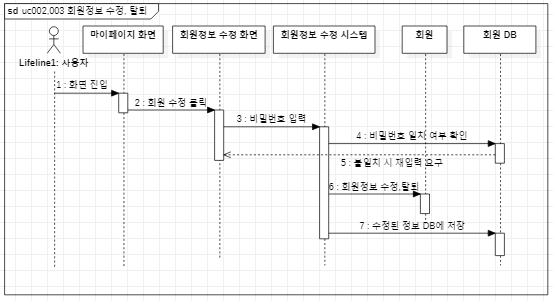 sd uc002,003 회원정보 수정, 탈퇴
마이페이지 화면
회원정보 수정 화면
회원정보 수정 시스템
회원
회원 DB
Lifeline1: 사용자
1 : 화면 진입
2 : 회원 수정 클릭
3 : 비밀번호 입력
4 : 비밀번호 일치 여부 확인
5 : 불일치 시 재입력 요구
6 : 회원정보 수정,탈퇴
7 : 수정된 정보 DB에 저장